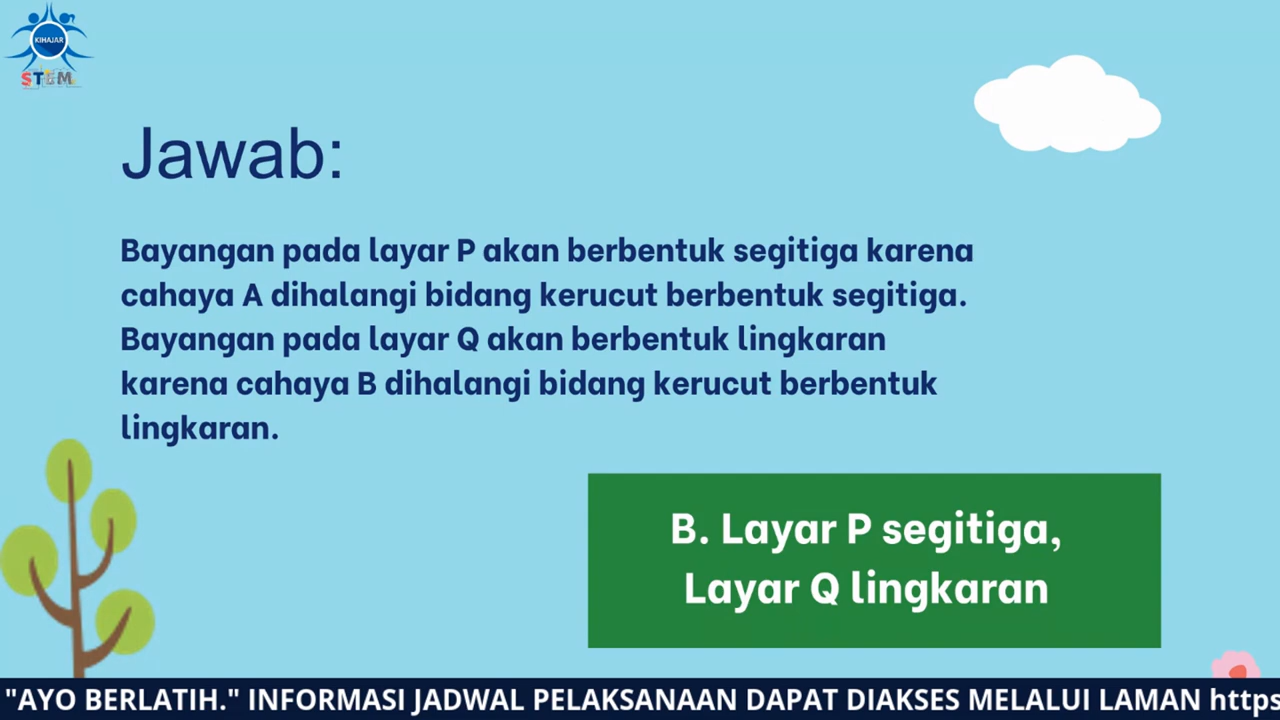 KIHAJAR
STEM
Jawab:
Bayangan pada layar P akan berbentuk segitiga karena
cahaya A dihalangi bidang kerucut berbentuk segitiga.
Bayangan pada layar Q akan berbentuk lingkaran
karena cahaya B dihalangi bidang kerucut berbentuk
lingkaran.
B. Layar P segitiga,
Layar Q lingkaran
"AYO BERLATIH." INFORMASI JADWAL PELAKSANAAN DAPAT DIAKSES MELALUI LAMAN https